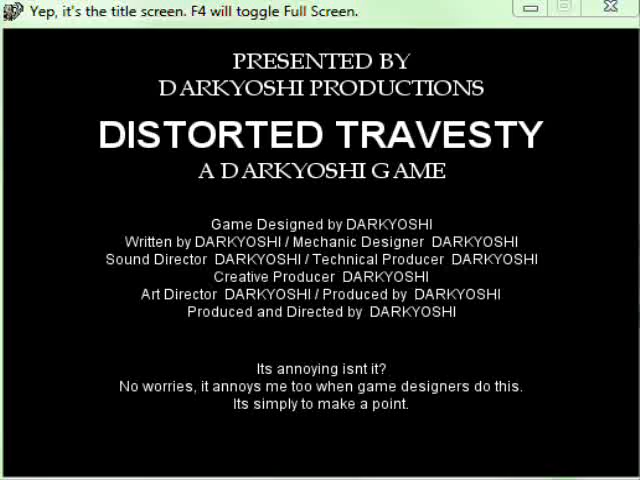 Yep, it's the title screen. F4 will toggle Full Screen.
PRESENTED BY
DARKYOSHI PRODUCTIONS
DISTORTED TRAVESTY
A DARKYOSHI GAME
Game Designed by DARKYOSHI
Written by DARKYOSHI / Mechanic Designer DARKYOSHI
Sound Director DARKYOSHI / Technical Producer DARKYOSHI
Creative Producer DARKYOSHI
Art Director DARKYOSHI / Produced by DARKYOSHI
Produced and Directed by DARKYOSHI
Its annoying isnt it?
No worries, it annoys me too when game designers do this.
Its simply to make a point.